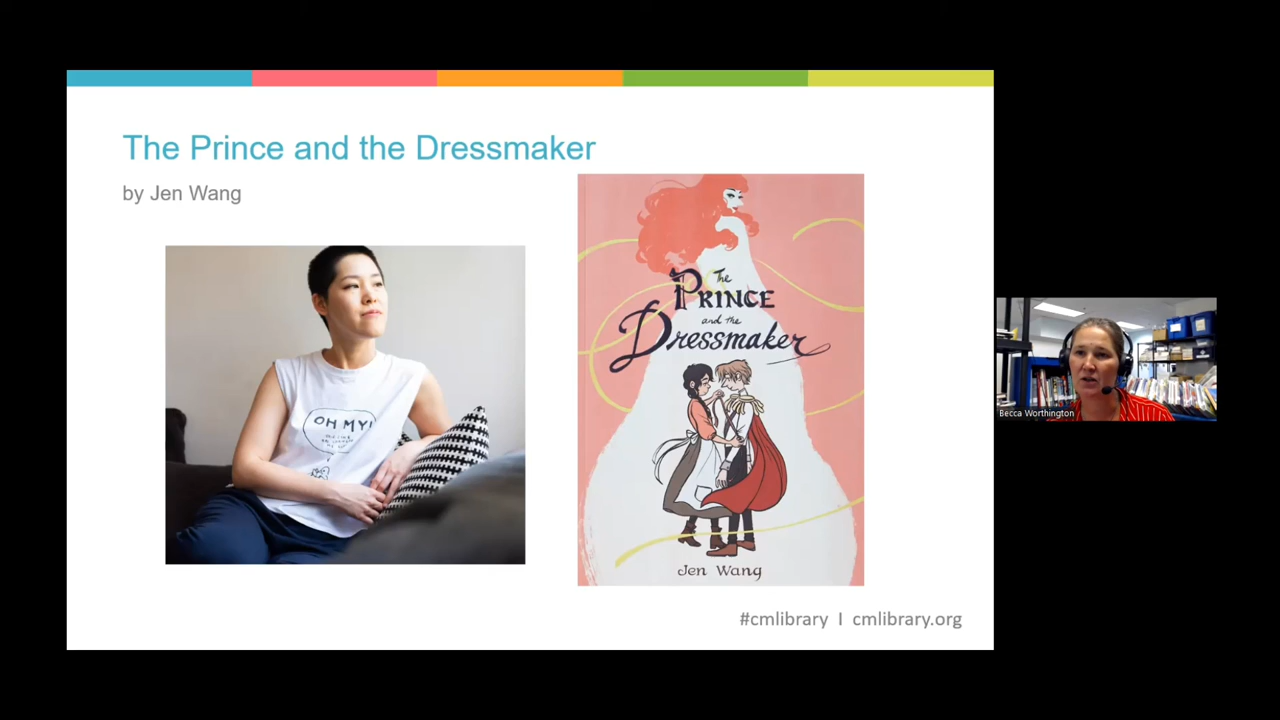 The Prince and the Dressmaker
by Jen Wang
OH MY!
The
PRINCE
and the
Dressmaker
Jen Wang
#cmlibrary I cmlibrary.org
Becca Worthington